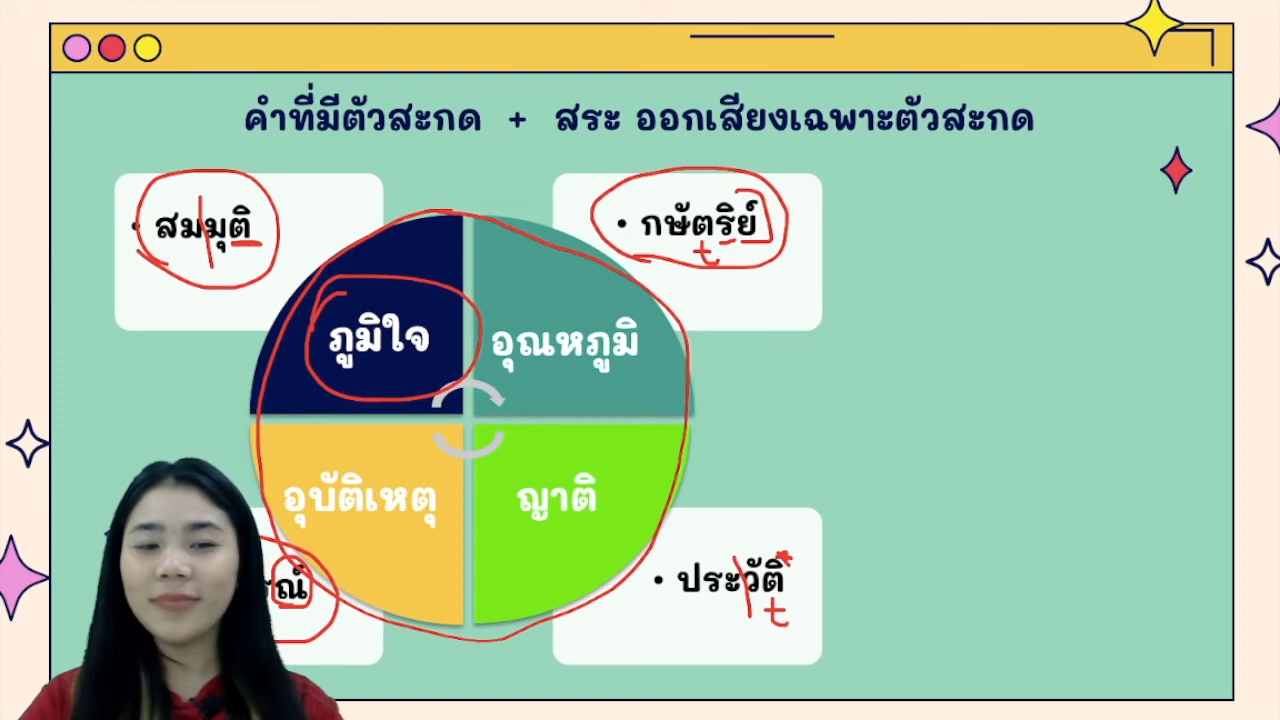 คำที่มีตัวสะกด + สระ ออกเสียงเฉพาะตัวสะกด
• สมมุติ
• กษัตริย์
ภูมิใจ
อุณหภูมิ
อุบัติเหตุ
ญาติ
• ประวัติ
t
t